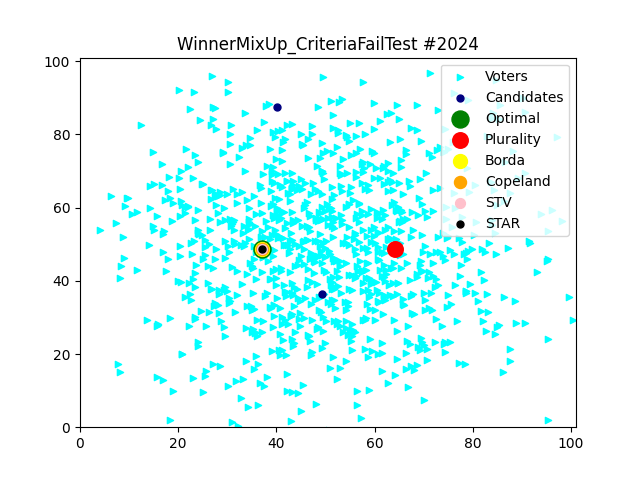 WinnerMixUp_CriteriaFailTest #2024
100
80
60
40
20
0
0
20
40
60
80
100
Voters
Candidates
Optimal
Plurality
Borda
Copeland
STV
STAR